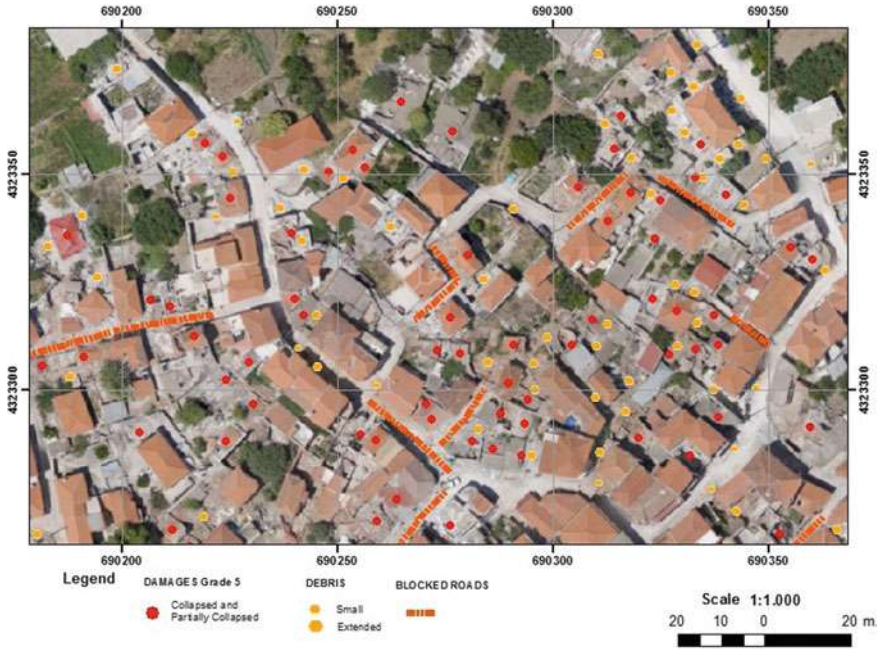 690200 690250 690300 690350
4323350 4323350
4323300 4323300
690200 690250 690300 690350
Legend
DAMAGES Grade 5
Collapsed and
Partially Collapsed
DEBRIS
Small
Extended
BLOCKED ROADS
Scale 1:1.000
20 10 0 20 m.